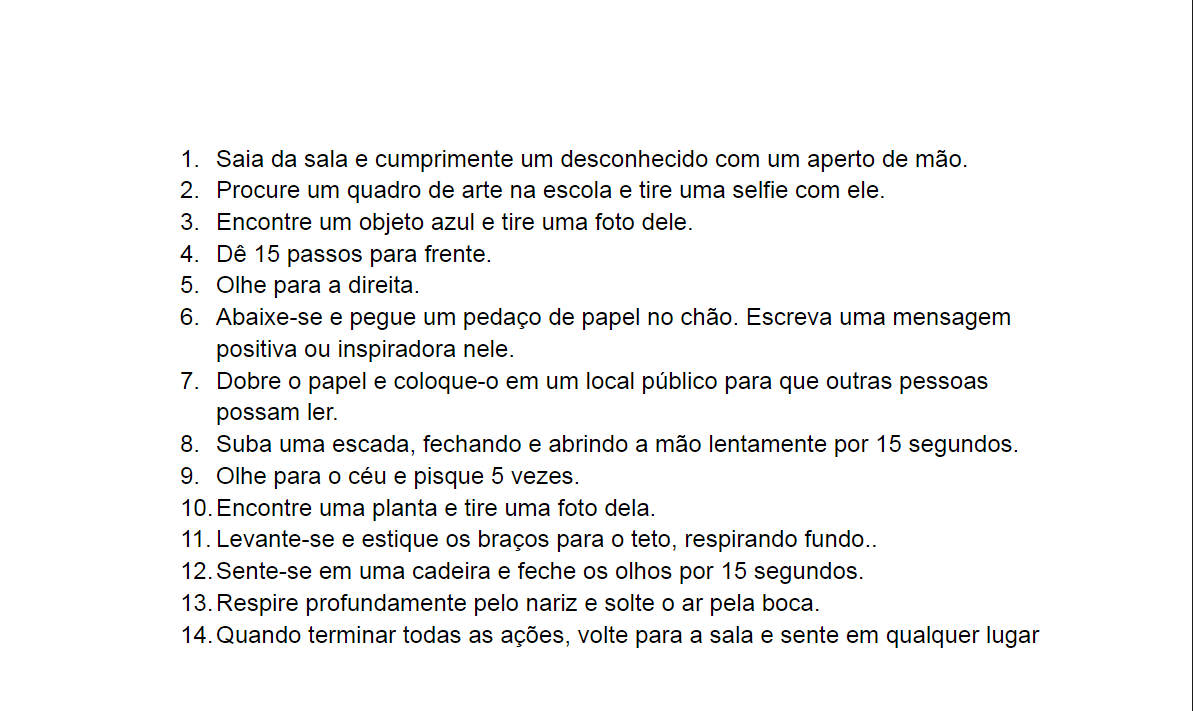 1. Saia da sala e cumprimente um desconhecido com um aperto de mão.
2. Procure um quadro de arte na escola e tire uma selfie com ele.
3. Encontre um objeto azul e tire uma foto dele.
4. Dê 15 passos para frente.
5. Olhe para a direita.
6. Abaixe-se e pegue um pedaço de papel no chão. Escreva uma mensagem
positiva ou inspiradora nele.
7. Dobre o papel e coloque-o em um local público para que outras pessoas
possam ler.
8. Suba uma escada, fechando e abrindo a mão lentamente por 15 segundos.
9. Olhe para o céu e pisque 5 vezes.
10. Encontre uma planta e tire uma foto dela.
11. Levante-se e estique os braços para o teto, respirando fundo..
12. Sente-se em uma cadeira e feche os olhos por 15 segundos.
13. Respire profundamente pelo nariz e solte o ar pela boca.
14. Quando terminar todas as ações, volte para a sala e sente em qualquer lugar